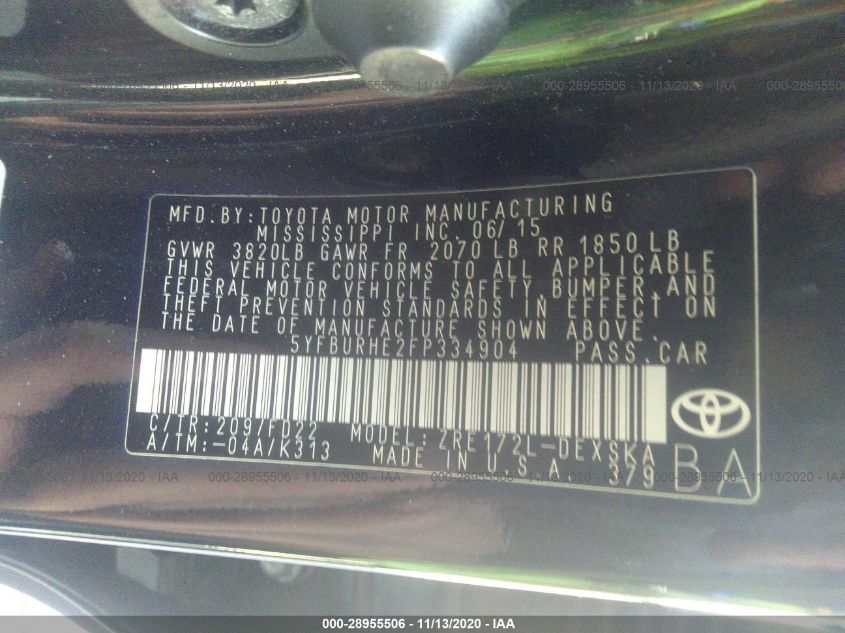 MFD.BY:TOYOTA MOTOR MANUFACTURING
MISSISSIPPI INC.06/15
GVWR 3820LB GAWR FR 2070 LB RR 1850 LB
THIS VEHICLE CONFORMS TO ALL APPLICABLE
FEDERAL MOTOR VEHICLE SAFETY,BUMPER,AND
THEFT PREVENTION STANDARDS IN EFFECT ON
THE DATE OF MANUFACTURE SHOWN ABOVE.
5YFBURHE2FP334904 PASS.CAR
C/TR:209/FD22 MODEL:ZRE172L-DEXSKA
A/TM:-04A/K313 MADE IN U.S.A. 379
BA
000-28955506 - 11/13/2020 - IAA